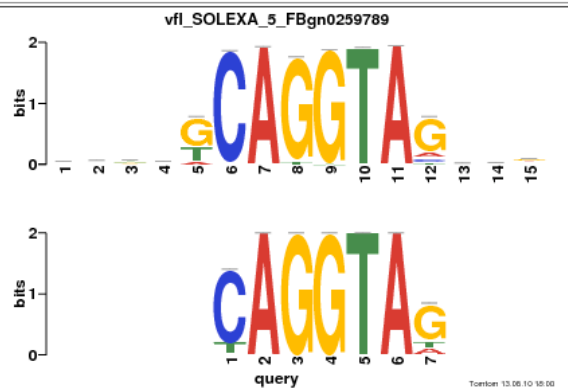 vfl_SOLEXA_5_FBgn0259789
2
bits
1
0
G
T
A
C
A
G
G
T
A
G
A
1 2 3 4 5 6 7 8 9 10 11 12 13 14 15
2
bits
1
0
C
T
A
G
G
T
A
G
T
A
1 2 3 4 5 6 7
query
Tomtom 13.08.10 18:00